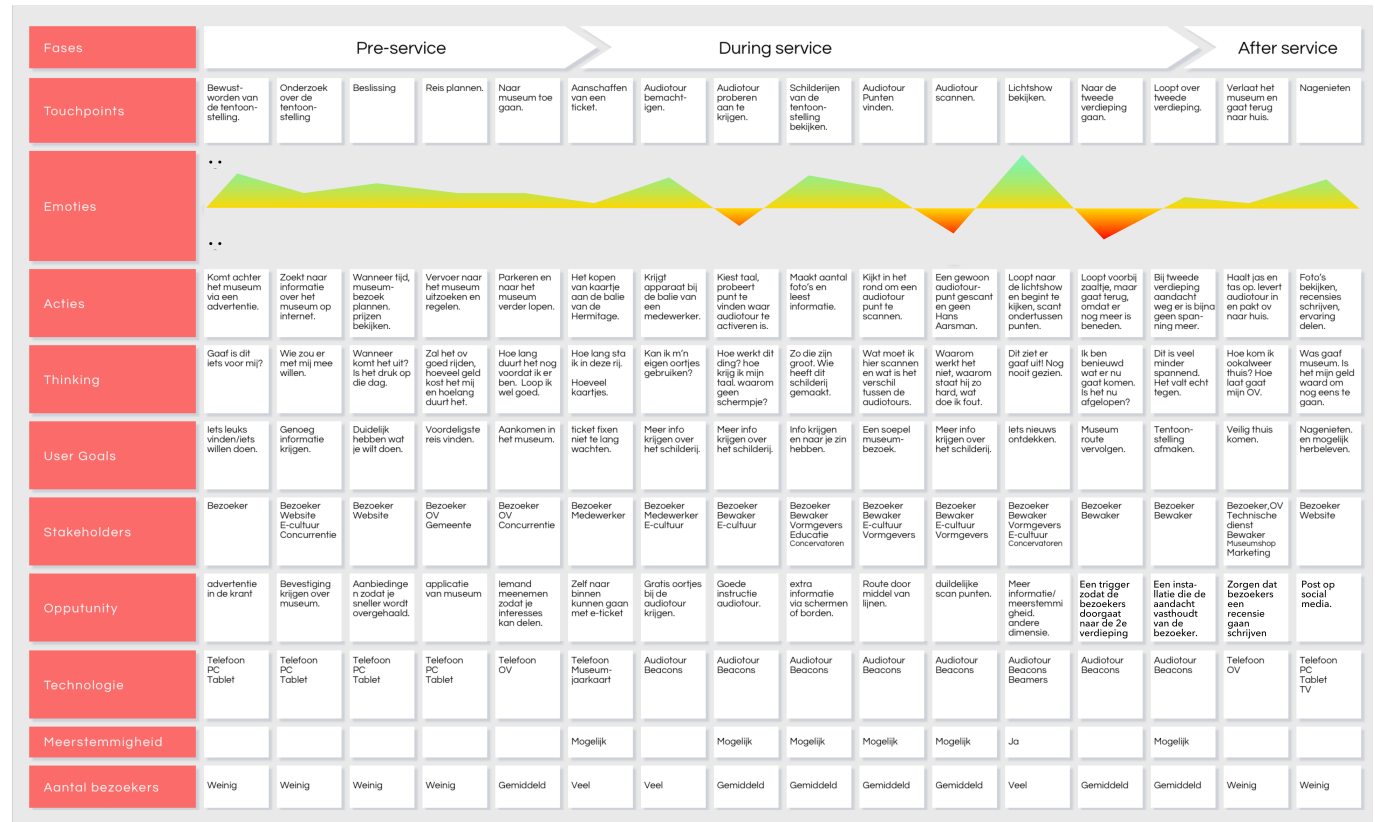 Fases
Pre-service
During service
After service
Touchpoints
Bewust-
worden van
de tentoon-
stelling.
Onderzoek
over de
tentoon-
stelling
Beslissing
Reis plannen.
Naar
museum toe
gaan.
Aanschaffen
van een
ticket.
Audiotour
bemacht-
igen.
Audiotour
proberen
aan te
krijgen.
Schilderijen
van de
tentoon-
stelling
bekijken.
Audiotour
Punten
vinden.
Audiotour
scannen.
Lichtshow
bekijken.
Naar de
tweede
verdieping
gaan.
Loopt over
tweede
verdieping.
Verlaat het
museum en
gaat terug
naar huis.
Nagenieten
Emoties
Acties
Komt achter
het museum
via een
advertentie.
Zoekt naar
informatie
over het
museum op
internet.
Wanneer tijd,
museum-
bezoek
plannen.
prijzen
bekijken.
Vervoer naar
het museum
uitzoeken en
regelen.
Parkeren en
naar het
museum
verder lopen.
Het kopen
van kaartje
aan de balie
van de
Hermitage.
Krijgt
apparaat bij
de balie van
een
medewerker.
Kiest taal,
probeert
punt te
vinden waar
audiotour te
activeren is.
Maakt aantal
foto's en
leest
informatie.
Kijkt in het
rond om een
audiotour
punt te
scannen.
Een gewoon
audiotour-
punt gescant
en geen
Hans
Aarsman.
Loopt naar
de lichtshow
en begint te
kijken, scant
ondertussen
punten.
Loopt voorbij
zaaltje, maar
gaat terug,
omdat er
nog meer is
beneden.
Bij tweede
verdieping
aandacht
weg er is bijna
geen span-
ning meer.
Haalt jas en
tas op. levert
audiotour in
en pakt ov
naar huis.
Foto's
bekijken,
recensies
schrijven,
ervaring
delen.
Thinking
Gaaf is dit
iets voor mij?
Wie zou er
met mij mee
willen.
Wanneer
komt het uit?
Is het druk op
die dag.
Zal het ov
goed rijden,
hoeveel geld
kost het mij
en hoelang
duurt het.
Hoe lang
duurt het nog
voordat ik er
ben. Loop ik
wel goed.
Hoe lang sta
ik in deze rij.
Hoeveel
kaartjes.
Kan ik m'n
eigen oortjes
gebruiken?
Hoe werkt dit
ding? hoe
krijg ik mijn
taal. waarom
geen
schermpje?
Zo die zijn
groot. Wie
heeft dit
schilderij
gemaakt.
Wat moet ik
hier scannen
en wat is het
verschil
tussen de
audiotours.
Waarom
werkt het
niet, waarom
staat hij zo
hard, wat
doe ik fout.
Dit ziet er
gaaf uit! Nog
nooit gezien.
Ik ben
benieuwd
wat er nu
gaat komen.
Is het nu
afgelopen?
Dit is veel
minder
spannend.
Het valt echt
tegen.
Hoe kom ik
ookalweer
thuis? Hoe
laat gaat
mijn OV.
Was gaaf
museum. Is
het mijn geld
waard om
nog eens te
gaan.
User Goals
Iets leuks
vinden/iets
willen doen.
Genoeg
informatie
krijgen.
Duidelijk
hebben wat
je wilt doen.
Voordeligste
reis vinden.
Aankomen in
het museum.
ticket fixen
niet te lang
wachten.
Meer info
krijgen over
het schilderij.
Meer info
krijgen over
het schilderij.
Info krijgen
en naar je zin
hebben.
Een soepel
museum-
bezoek.
Meer info
krijgen over
het schilderij.
Iets nieuws
ontdekken.
Museum
route
vervolgen.
Tentoon-
stelling
afmaken.
Veilig thuis
komen.
Nagenieten.
en mogelijk
herbeleven.
Stakeholders
Bezoeker
Bezoeker
Website
E-cultuur
Concurrentie
Bezoeker
Website
Bezoeker
OV
Gemeente
Bezoeker
OV
Concurrentie
Bezoeker
Medewerker
Bezoeker
Medewerker
E-cultuur
Bezoeker
Bewaker
E-cultuur
Bezoeker
Bewaker
Vormgevers
Educatie
Concervatoren
Bezoeker
Bewaker
E-cultuur
Vormgevers
Bezoeker
Bewaker
E-cultuur
Vormgevers
Bezoeker
Bewaker
Vormgevers
E-cultuur
Concervatoren
Bezoeker
Bewaker
Bezoeker
Bewaker
Bezoeker,OV
Technische
dienst
Bewaker
Museumshop
Marketing
Bezoeker
Website
Opputunity
advertentie
in de krant
Bevestiging
krijgen over
museum.
Aanbiedinge
n zodat je
sneller wordt
overgehaald.
applicatie
van museum
Iemand
meenemen
zodat je
interesses
kan delen.
Zelf naar
binnen
kunnen gaan
met e-ticket
Gratis oortjes
bij de
audiotour
krijgen.
Goede
instructie
audiotour.
extra
informatie
via schermen
of borden.
Route door
middel van
lijnen.
duildelijke
scan punten.
Meer
informatie/
meerstemmi
gheid.
andere
dimensie.
Een trigger
zodat de
bezoekers
doorgaat
naar de 2e
verdieping
Een insta-
llatie die de
aandacht
vasthoudt
van de
bezoeker.
Zorgen dat
bezoekers
een
recensie
gaan
schrijven
Post op
social
media.
Technologie
Telefoon
PC
Tablet
Telefoon
PC
Tablet
Telefoon
PC
Tablet
Telefoon
PC
Tablet
Telefoon
OV
Telefoon
Museum-
jaarkaart
Audiotour
Beacons
Audiotour
Beacons
Audiotour
Beacons
Audiotour
Beacons
Audiotour
Beacons
Audiotour
Beacons
Beamers
Audiotour
Beacons
Audiotour
Beacons
Telefoon
OV
Telefoon
PC
Tablet
TV
Meerstemmigheid
Mogelijk
Mogelijk
Mogelijk
Mogelijk
Mogelijk
Ja
Mogelijk
Aantal bezoekers
Weinig
Weinig
Weinig
Weinig
Gemiddeld
Veel
Veel
Gemiddeld
Gemiddeld
Gemiddeld
Gemiddeld
Veel
Gemiddeld
Gemiddeld
Weinig
Weinig